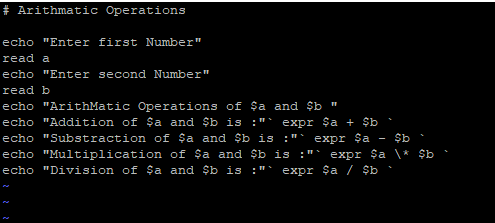 # Arithmatic Operations
echo "Enter first Number"
read a
echo "Enter second Number"
read b
echo "ArithMatic Operations of $a and $b "
echo "Addition of $a and $b is :"` expr $a + $b `
echo "Substraction of $a and $b is :"` expr $a - $b `
echo "Multiplication of $a and $b is :"` expr $a \* $b `
echo "Division of $a and $b is :"` expr $a / $b `
~
~
~